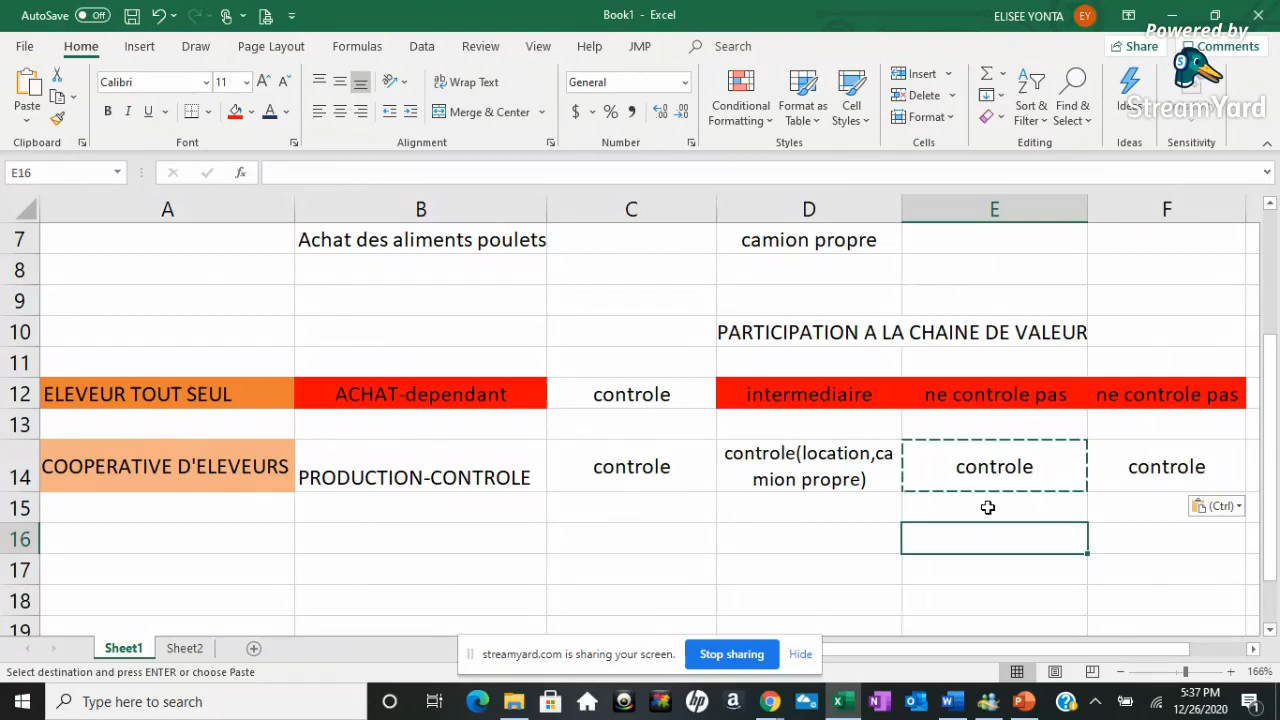 AutoSave Off
Book1 - Excel
ELISEE YONTA EY
Powered by
StreamYard
File Home Insert Draw Page Layout Formulas Data Review View Help JMP Search Share Comments
Paste
Calibri 11
B I U
Wrap Text
Merge & Center
General
$ % ,
Conditional Formatting
Format as Table
Cell Styles
Insert
Delete
Format
Sort & Filter
Find & Select
Clipboard Font Alignment Number Styles Cells Editing Ideas Sensitivity
E16 fx
A B C D E F
7 Achat des aliments poulets camion propre
8
9
10 PARTICIPATION A LA CHAINE DE VALEUR
11
12 ELEVEUR TOUT SEUL ACHAT-dependant controle intermediaire ne controle pas ne controle pas
13
14 COOPERATIVE D'ELEVEURS PRODUCTION-CONTROLE controle controle(location,ca
mion propre) controle controle
15 (Ctrl)
16
17
18
19
Sheet1 Sheet2
streamyard.com is sharing your screen. Stop sharing Hide
Select destination and press ENTER or choose Paste
166%
Type here to search
5:37 PM
12/26/2020